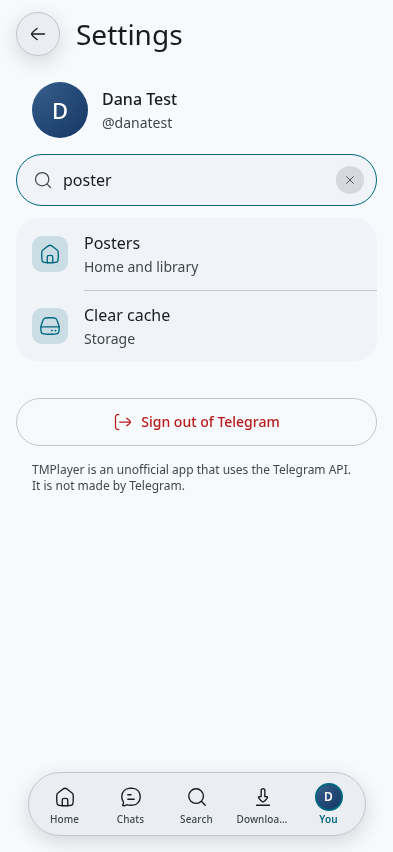 Settings
D
Dana Test
@danatest
poster
Posters
Home and library
Clear cache
Storage
Sign out of Telegram
TMPlayer is an unofficial app that uses the Telegram API.
It is not made by Telegram.
D
Home Chats Search Downloa... You